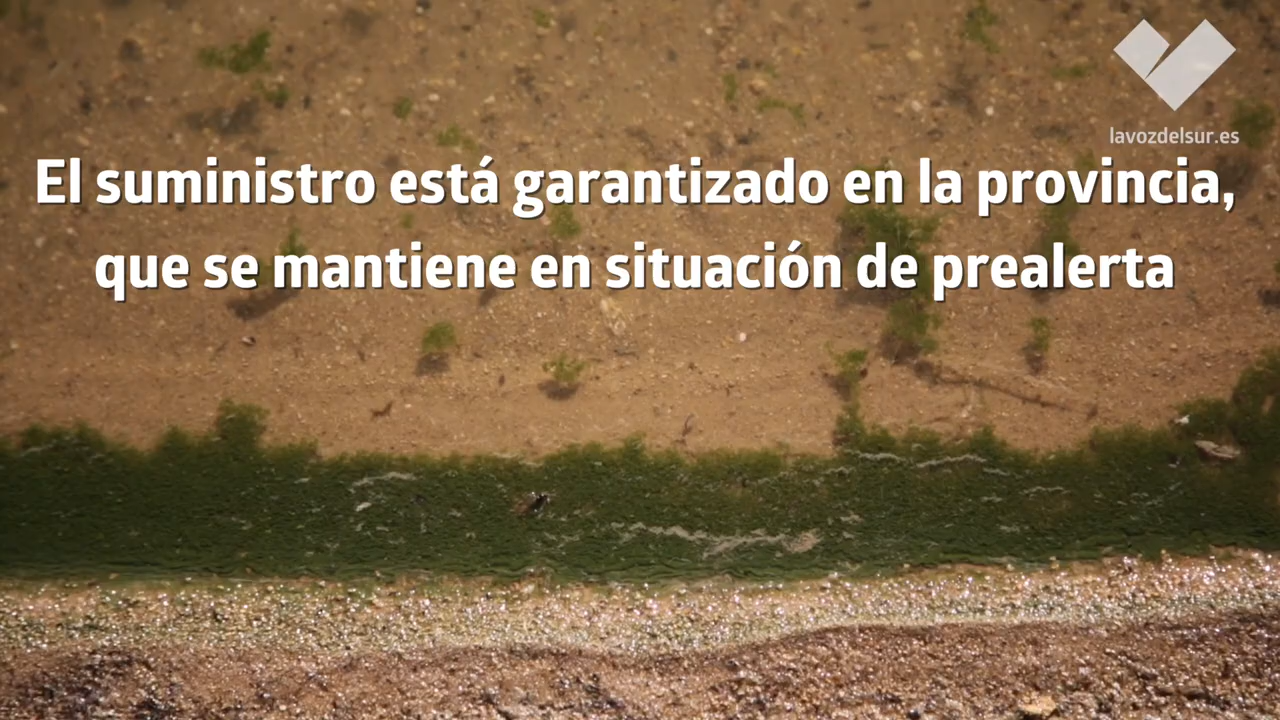 lavozdelsur.es
El suministro está garantizado en la provincia,
que se mantiene en situación de prealerta